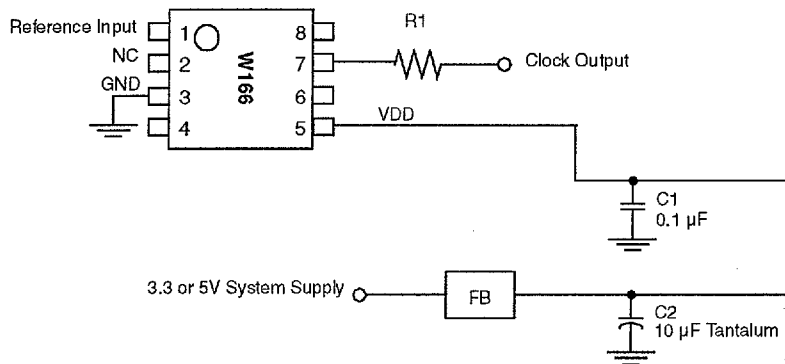 Reference Input
NC
GND
1
2
3
4
W166
8
7
6
5
R1
Clock Output
VDD
C1
0.1 µF
3.3 or 5V System Supply
FB
C2
10 µF Tantalum